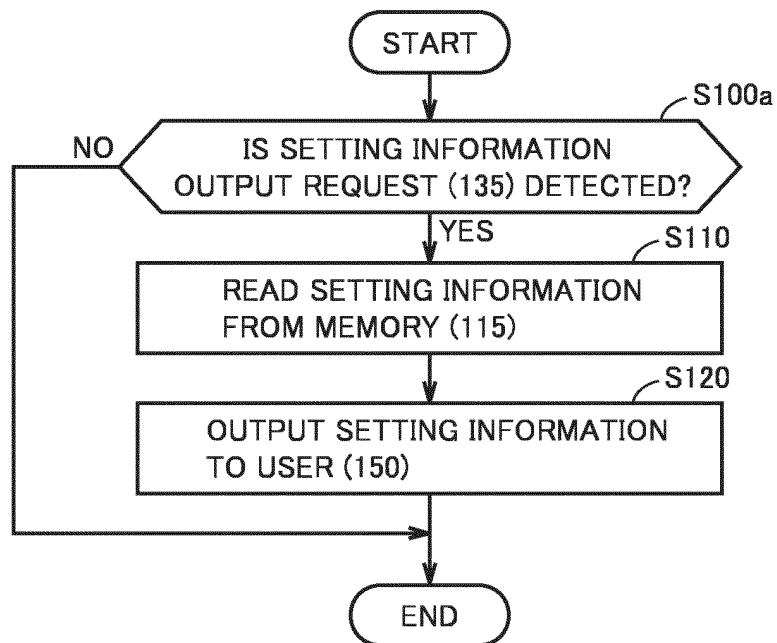 START
S100a
NO
IS SETTING INFORMATION
OUTPUT REQUEST (135) DETECTED?
YES
S110
READ SETTING INFORMATION
FROM MEMORY (115)
S120
OUTPUT SETTING INFORMATION
TO USER (150)
END